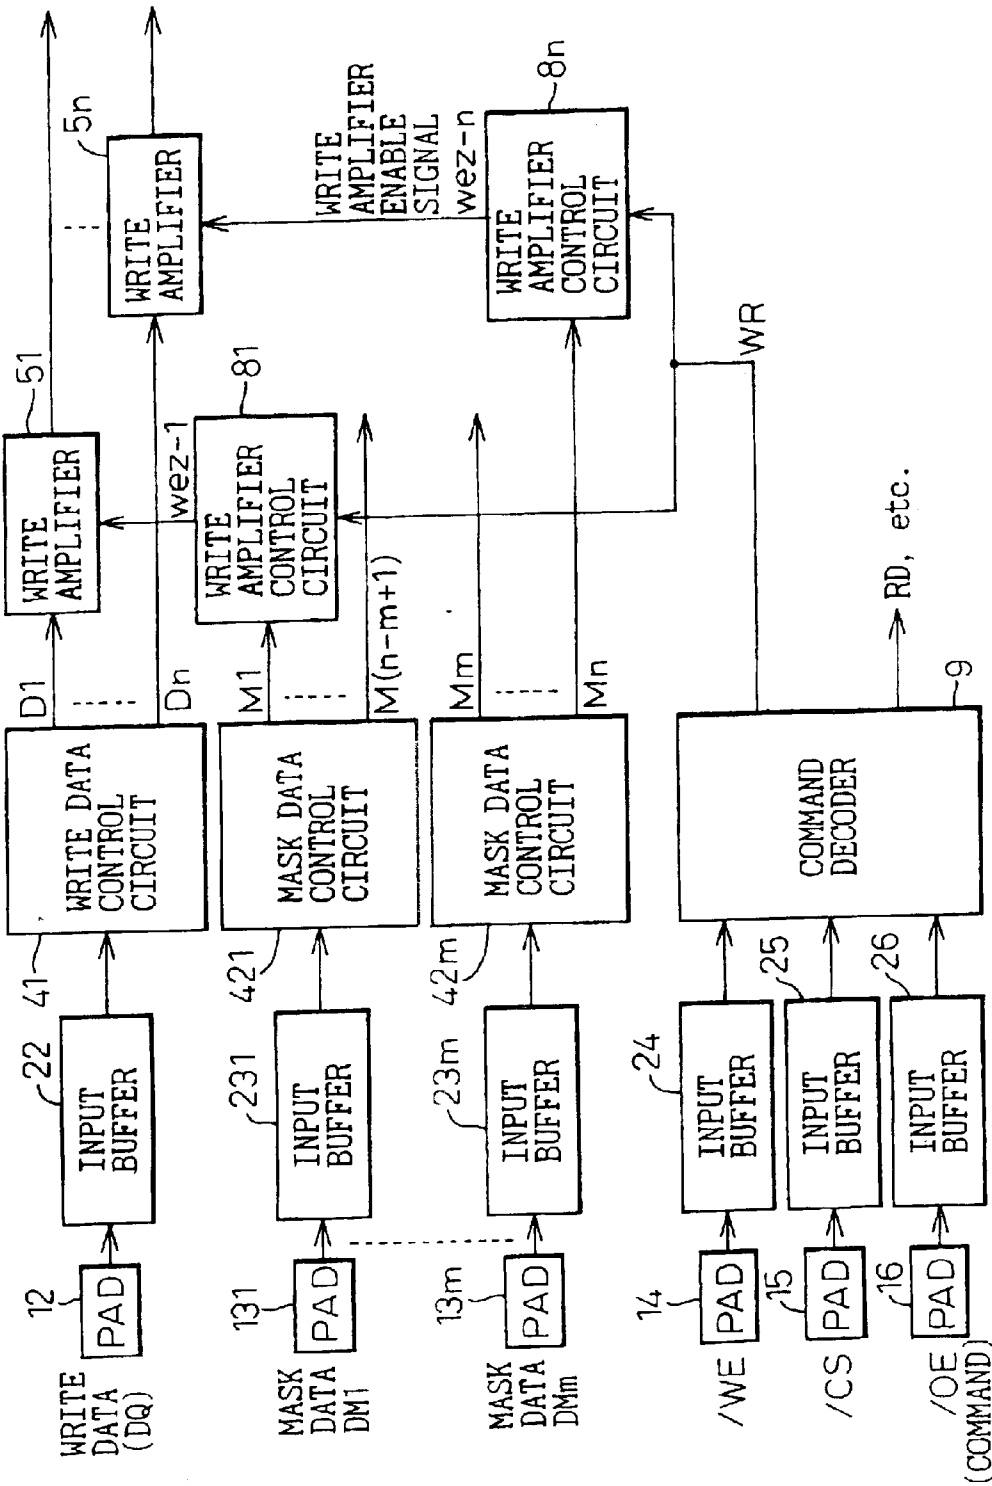 WRITE
DATA
(DQ)
12
PAD
22
INPUT
BUFFER
41
WRITE DATA
CONTROL
CIRCUIT
D1
Dn
51
WRITE
AMPLIFIER
5n
WRITE
AMPLIFIER
MASK
DATA
DM1
131
PAD
231
INPUT
BUFFER
421
MASK DATA
CONTROL
CIRCUIT
M1
M(n-m+1)
wez-1
81
WRITE
AMPLIFIER
CONTROL
CIRCUIT
WRITE
AMPLIFIER
ENABLE
SIGNAL
wez-n
MASK
DATA
DMm
13m
PAD
23m
INPUT
BUFFER
42m
MASK DATA
CONTROL
CIRCUIT
Mm
Mn
8n
WRITE
AMPLIFIER
CONTROL
CIRCUIT
WR
/WE
14
PAD
24
INPUT
BUFFER
/CS
15
PAD
25
INPUT
BUFFER
/OE
(COMMAND)
16
PAD
26
INPUT
BUFFER
COMMAND
DECODER
9
RD, etc.